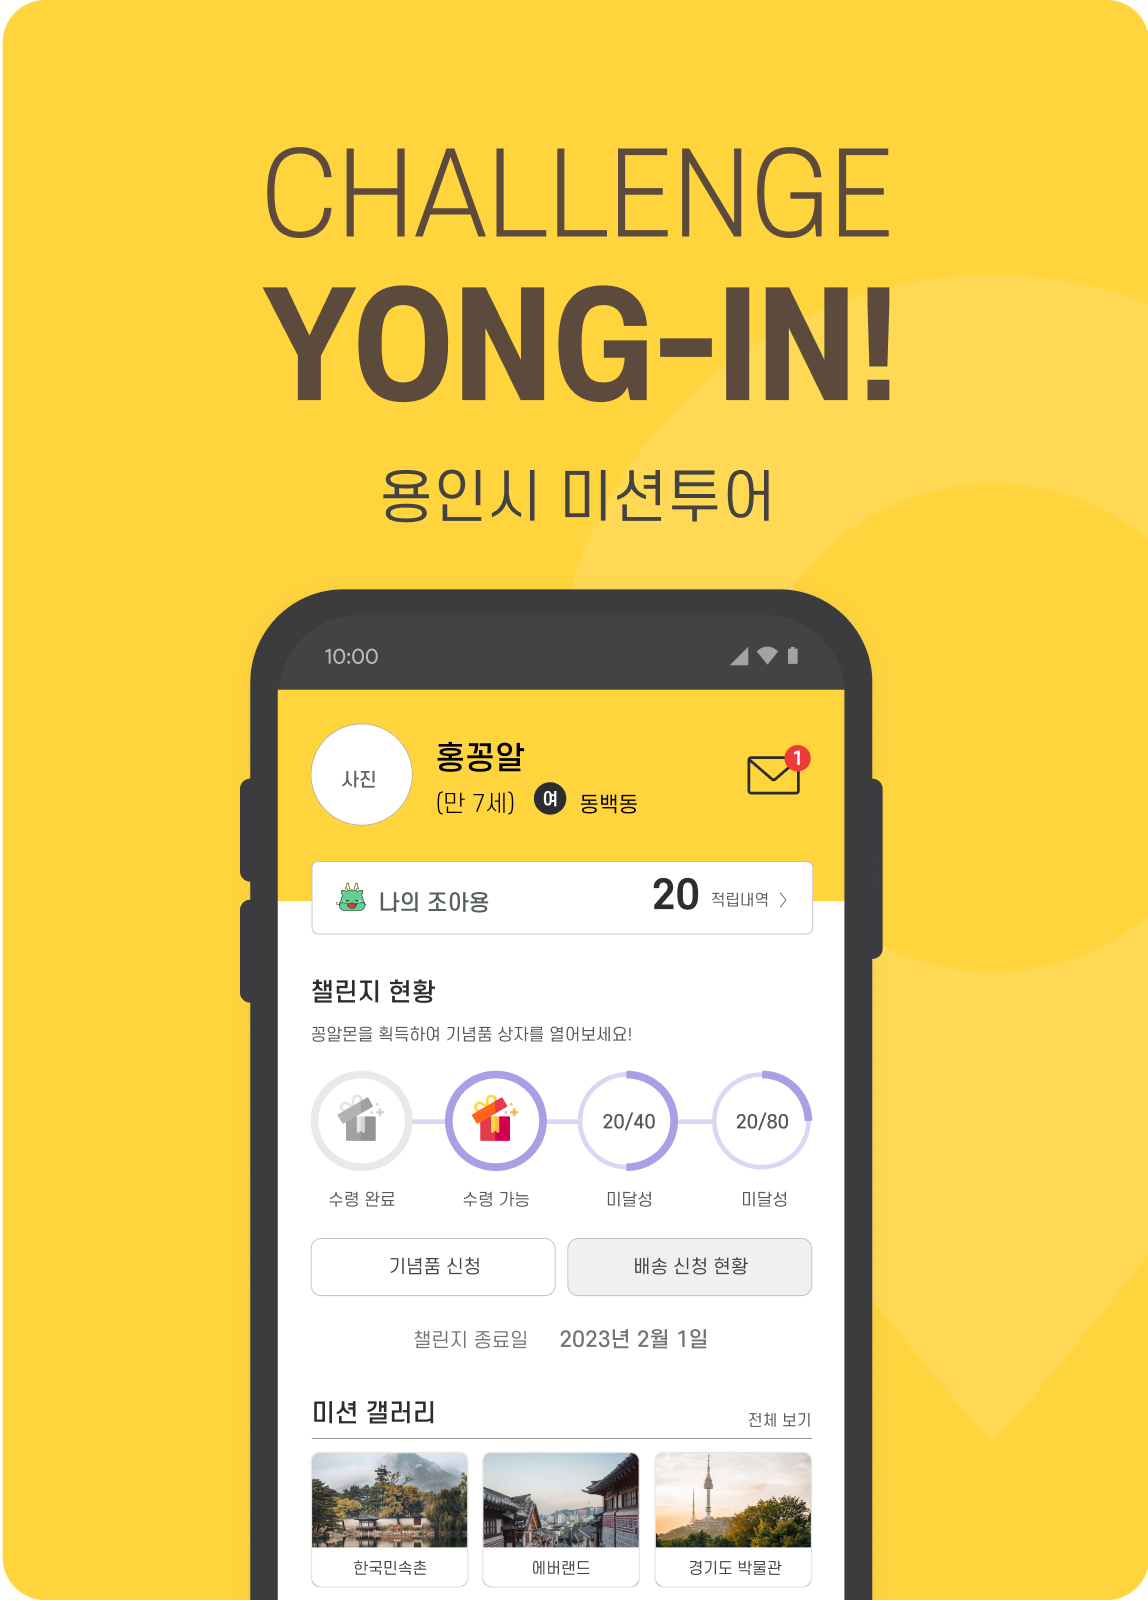 CHALLENGE
YONG-IN!
용인시 미션투어
10:00
사진
홍꽁알
1
(만 7세) 여 동백동
나의 조아용 20 적립내역
챌린지 현황
꽁알몬을 획득하여 기념품 상자를 열어보세요!
20/40 20/80
수령 완료 수령 가능 미달성 미달성
기념품 신청 배송 신청 현황
챌린지 종료일 2023년 2월 1일
미션 갤러리 전체 보기
한국민속촌 에버랜드 경기도 박물관